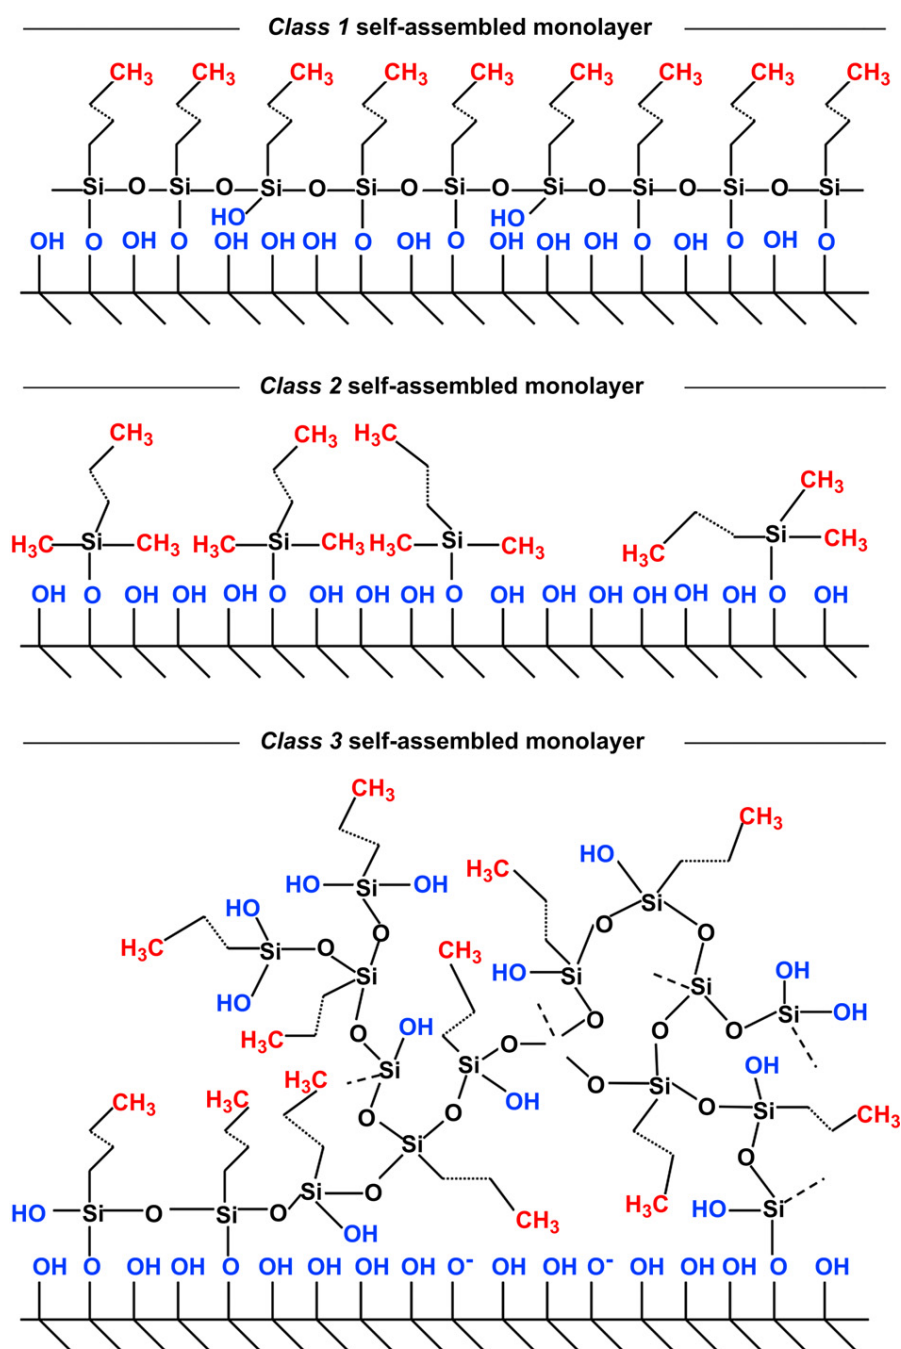 Class 1 self-assembled monolayer
CH3 CH3 CH3 CH3 CH3 CH3 CH3 CH3 CH3
Si O Si O Si O Si O Si O Si O Si O Si O Si
HO HO
OH O OH O OH OH OH O OH O OH OH OH O OH O OH O
Class 2 self-assembled monolayer
CH3 CH3 H3C
CH3
H3C Si CH3 H3C Si CH3 H3C Si CH3 H3C Si CH3
OH O OH OH OH O OH OH OH O OH OH OH OH OH OH O OH
Class 3 self-assembled monolayer
CH3
CH3
HO
H3C
HO Si OH
Si
HO
O O
H3C Si O O CH3
HO Si Si OH
HO Si
H3C O OH O O Si OH
O O
Si
H3C Si OH
O Si OH
O O Si O Si CH3
CH3 H3C Si
O
H3C
HO Si O Si O Si O CH3 HO Si
OH
OH O OH OH O OH OH OH OH O- OH OH O- OH OH OH O OH